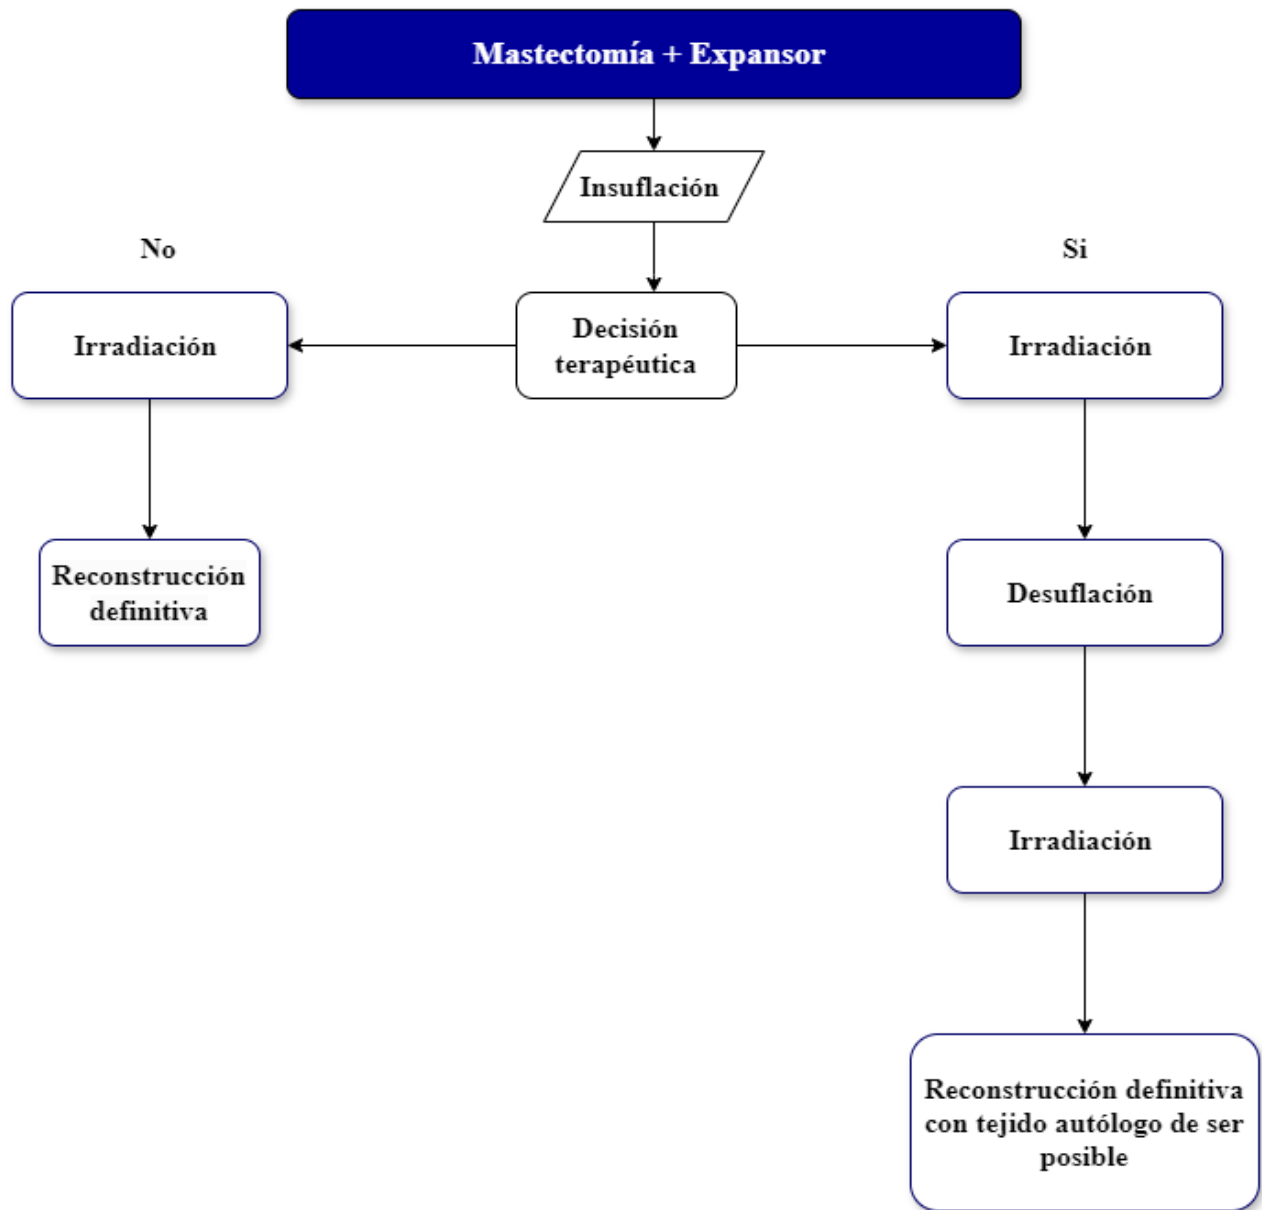 Mastectomía + Expansor
Insuflación
No
Si
Irradiación
Decisión
terapéutica
Irradiación
Reconstrucción
definitiva
Desuflación
Irradiación
Reconstrucción definitiva
con tejido autólogo de ser
posible